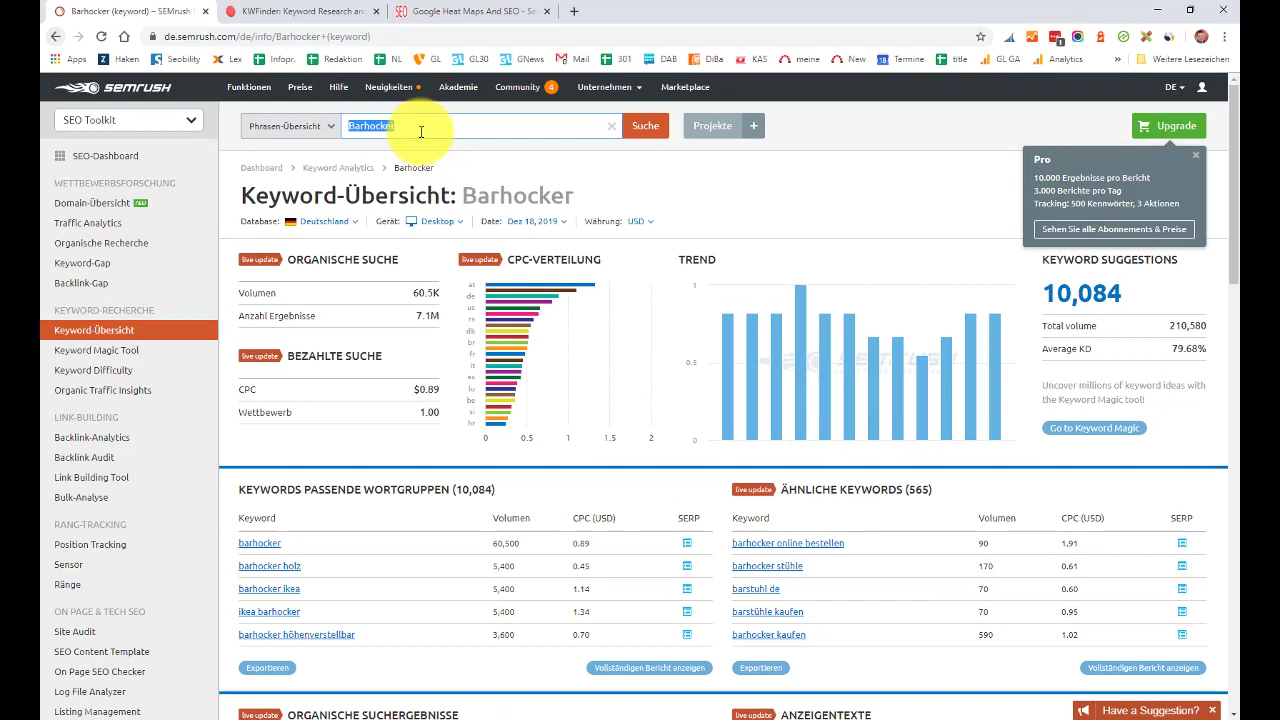 Barhocker (keyword) – SEMrush
KWFinder: Keyword Research and
Google Heat Maps And SEO - Se
de.semrush.com/de/info/Barhocker+(keyword)
Apps
Haken
Seobility
Lex
Infopr.
Redaktion
NL
GL
GL30
GNews
Mail
301
DAB
DiBa
KAS
meine
New
Termine
title
GL GA
Analytics
»
Weitere Lesezeichen
SEMRUSH
Funktionen
Preise
Hilfe
Neuigkeiten
Akademie
Community 4
Unternehmen
Marketplace
DE
SEO Toolkit
Phrasen-Übersicht
Barhocker
Suche
Projekte +
Upgrade
SEO-Dashboard
WETTBEWERBSFORSCHUNG
Domain-Übersicht
Traffic Analytics
Organische Recherche
Keyword-Gap
Backlink-Gap
KEYWORD-RECHERCHE
Keyword-Übersicht
Keyword Magic Tool
Keyword Difficulty
Organic Traffic Insights
LINK-BUILDING
Backlink-Analytics
Backlink Audit
Link Building Tool
Bulk-Analyse
RANG-TRACKING
Position Tracking
Sensor
Ränge
ON PAGE & TECH SEO
Site Audit
SEO Content Template
On Page SEO Checker
Log File Analyzer
Listing Management
Dashboard > Keyword Analytics > Barhocker
Keyword-Übersicht: Barhocker
Database: Deutschland
Gerät: Desktop
Date: Dez 18, 2019
Währung: USD
Pro
10.000 Ergebnisse pro Bericht
3.000 Berichte pro Tag
Tracking: 500 Kennwörter, 3 Aktionen
Sehen Sie alle Abonnements & Preise
live update ORGANISCHE SUCHE
Volumen 60.5K
Anzahl Ergebnisse 7.1M
live update BEZAHLTE SUCHE
CPC $0.89
Wettbewerb 1.00
live update CPC-VERTEILUNG
at
de
us
rs
dk
br
fr
it
es
lu
be
si
hr
0 0.5 1 1.5 2
TREND
1
0.5
0
SEMRUSH
KEYWORD SUGGESTIONS
10,084
Total volume 210,580
Average KD 79.68%
Uncover millions of keyword ideas with
the Keyword Magic tool!
Go to Keyword Magic
KEYWORDS PASSENDE WORTGRUPPEN (10,084)
Keyword Volumen CPC (USD) SERP
barhocker 60,500 0.89
barhocker holz 5,400 0.45
barhocker ikea 5,400 1.14
ikea barhocker 5,400 1.34
barhocker höhenverstellbar 3,600 0.70
Exportieren
Vollständigen Bericht anzeigen
live update ÄHNLICHE KEYWORDS (565)
Keyword Volumen CPC (USD) SERP
barhocker online bestellen 90 1.91
barhocker stühle 170 0.61
barstuhl de 70 0.60
barstühle kaufen 70 0.95
barhocker kaufen 590 1.02
Exportieren
Vollständigen Bericht anzeigen
live update ORGANISCHE SUCHERGEBNISSE
live update ANZEIGENTEXTE
Have a Suggestion?